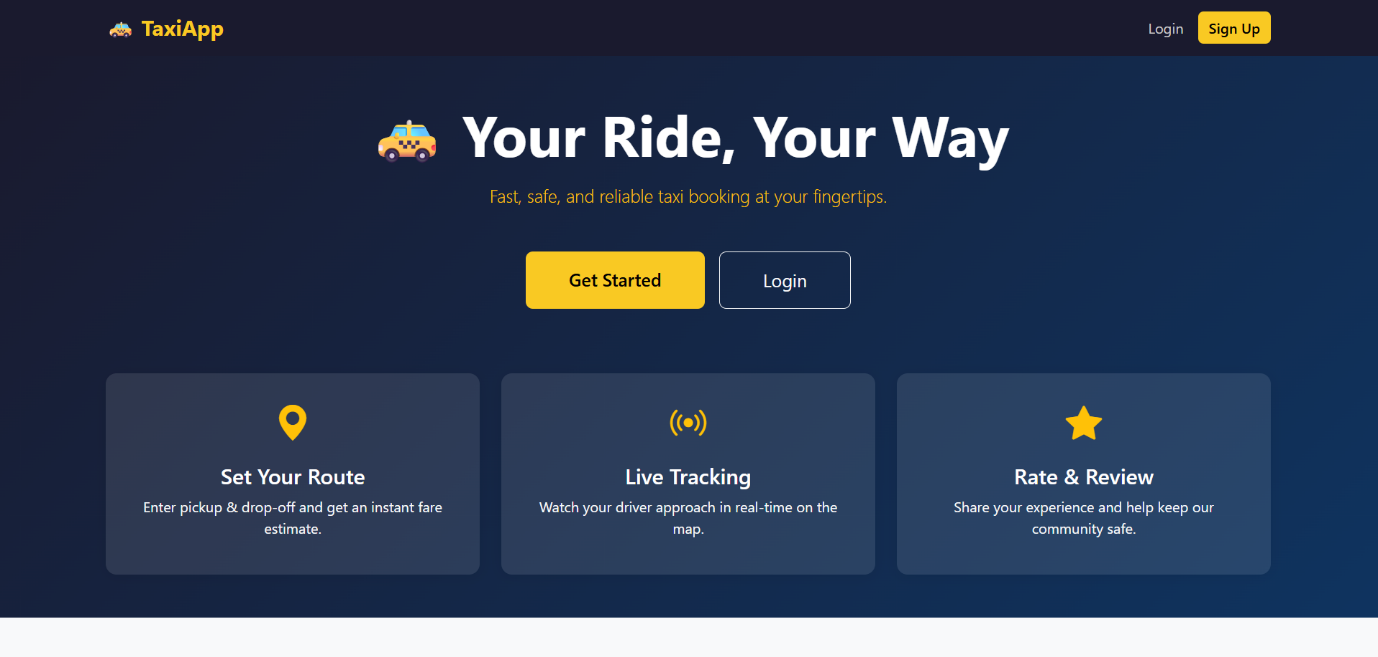 TaxiApp
Login
Sign Up
Your Ride, Your Way
Fast, safe, and reliable taxi booking at your fingertips.
Get Started
Login
Set Your Route
Enter pickup & drop-off and get an instant fare
estimate.
Live Tracking
Watch your driver approach in real-time on the
map.
Rate & Review
Share your experience and help keep our
community safe.